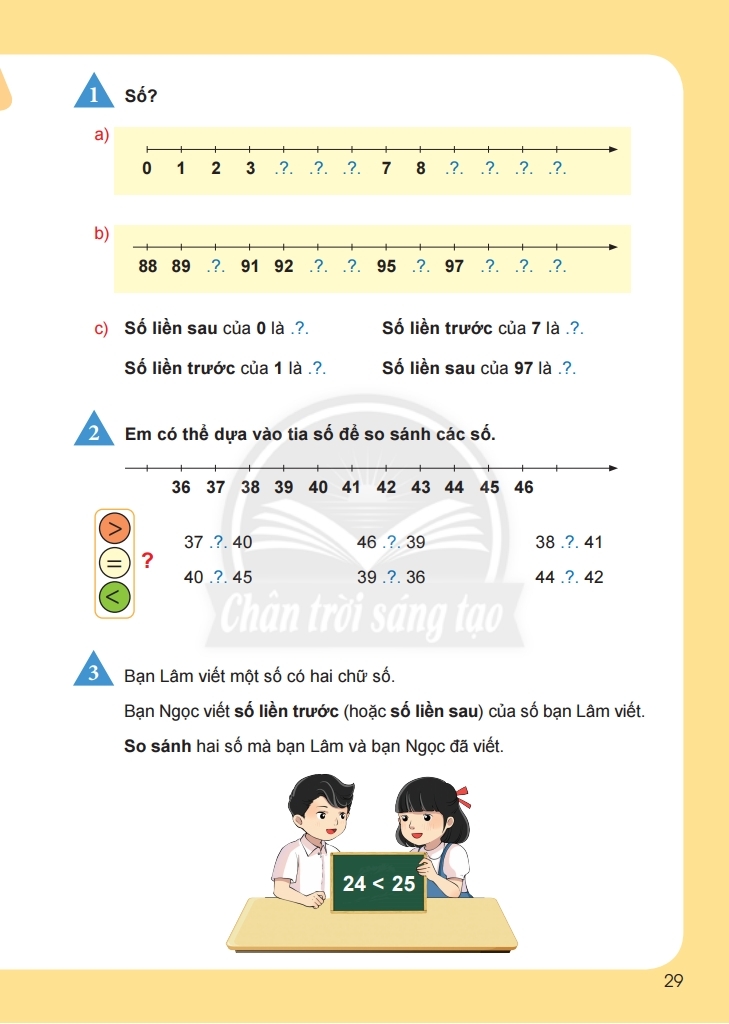 1 Số?
a)
0 1 2 3 .?. .?. .?. 7 8 .?. .?. .?. .?.
b)
88 89 .?. 91 92 .?. .?. 95 .?. 97 .?. .?. .?.
c) Số liền sau của 0 là .?. Số liền trước của 7 là .?.
Số liền trước của 1 là .?. Số liền sau của 97 là .?.
2 Em có thể dựa vào tia số để so sánh các số.
36 37 38 39 40 41 42 43 44 45 46
>
=
<
?
37 .?. 40 46 .?. 39 38 .?. 41
40 .?. 45 39 .?. 36 44 .?. 42
Chân trời sáng tạo
3 Bạn Lâm viết một số có hai chữ số.
Bạn Ngọc viết số liền trước (hoặc số liền sau) của số bạn Lâm viết.
So sánh hai số mà bạn Lâm và bạn Ngọc đã viết.
24 < 25
29